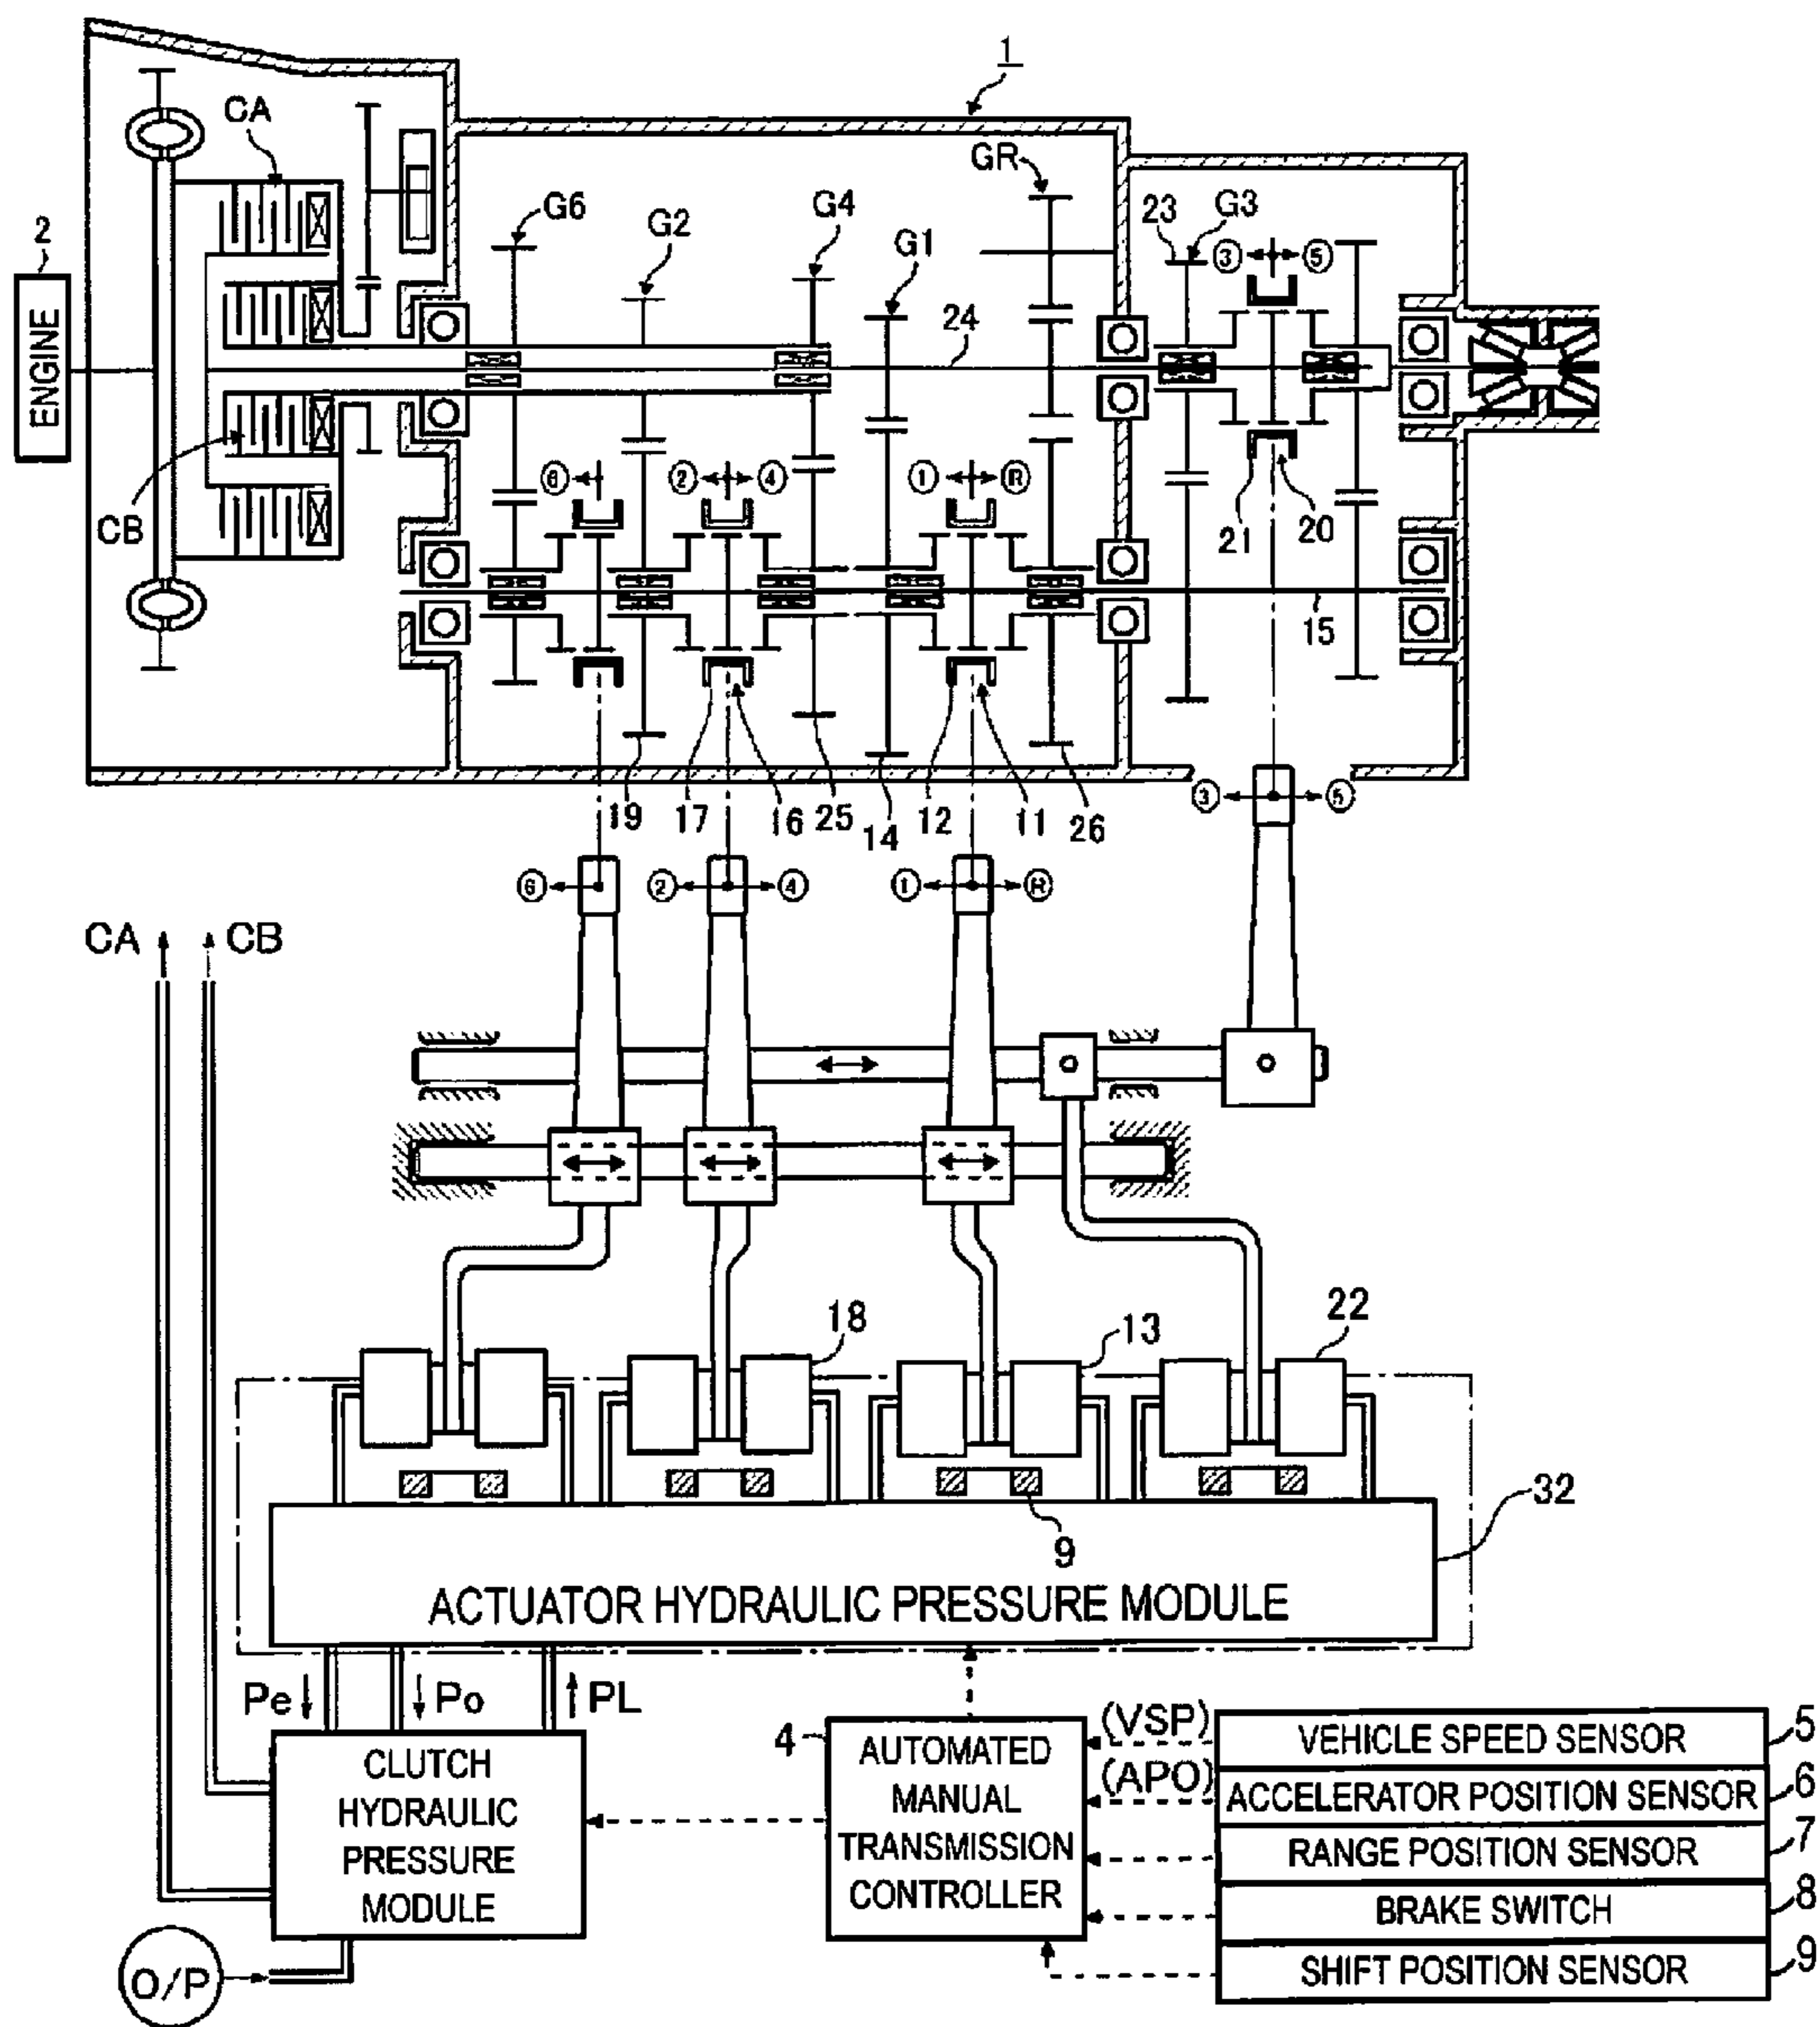 1
CA
GR
2
G6
G2
G4
G1
23
G3
③ ⑤
ENGINE
24
⑥
② ④
① Ⓡ
CB
21
20
15
19
17
16
25
14
12
11
26
③ ⑤
⑥
② ④
① Ⓡ
CA
CB
18
13
22
32
9
ACTUATOR HYDRAULIC PRESSURE MODULE
Pe
Po
PL
4
(VSP)
VEHICLE SPEED SENSOR
5
CLUTCH
HYDRAULIC
PRESSURE
MODULE
AUTOMATED
MANUAL
TRANSMISSION
CONTROLLER
(APO)
ACCELERATOR POSITION SENSOR
6
RANGE POSITION SENSOR
7
BRAKE SWITCH
8
SHIFT POSITION SENSOR
9
O/P